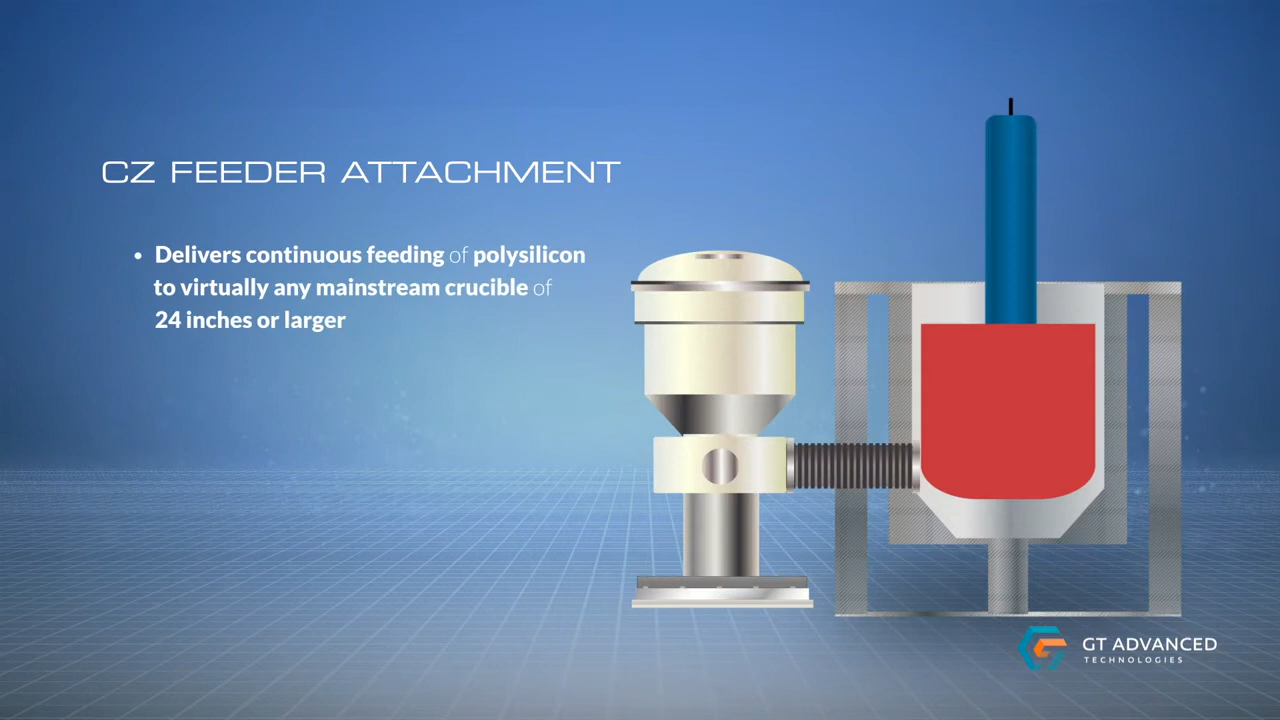 CZ FEEDER ATTACHMENT
• Delivers continuous feeding of polysilicon
to virtually any mainstream crucible of
24 inches or larger
GT ADVANCED
TECHNOLOGIES